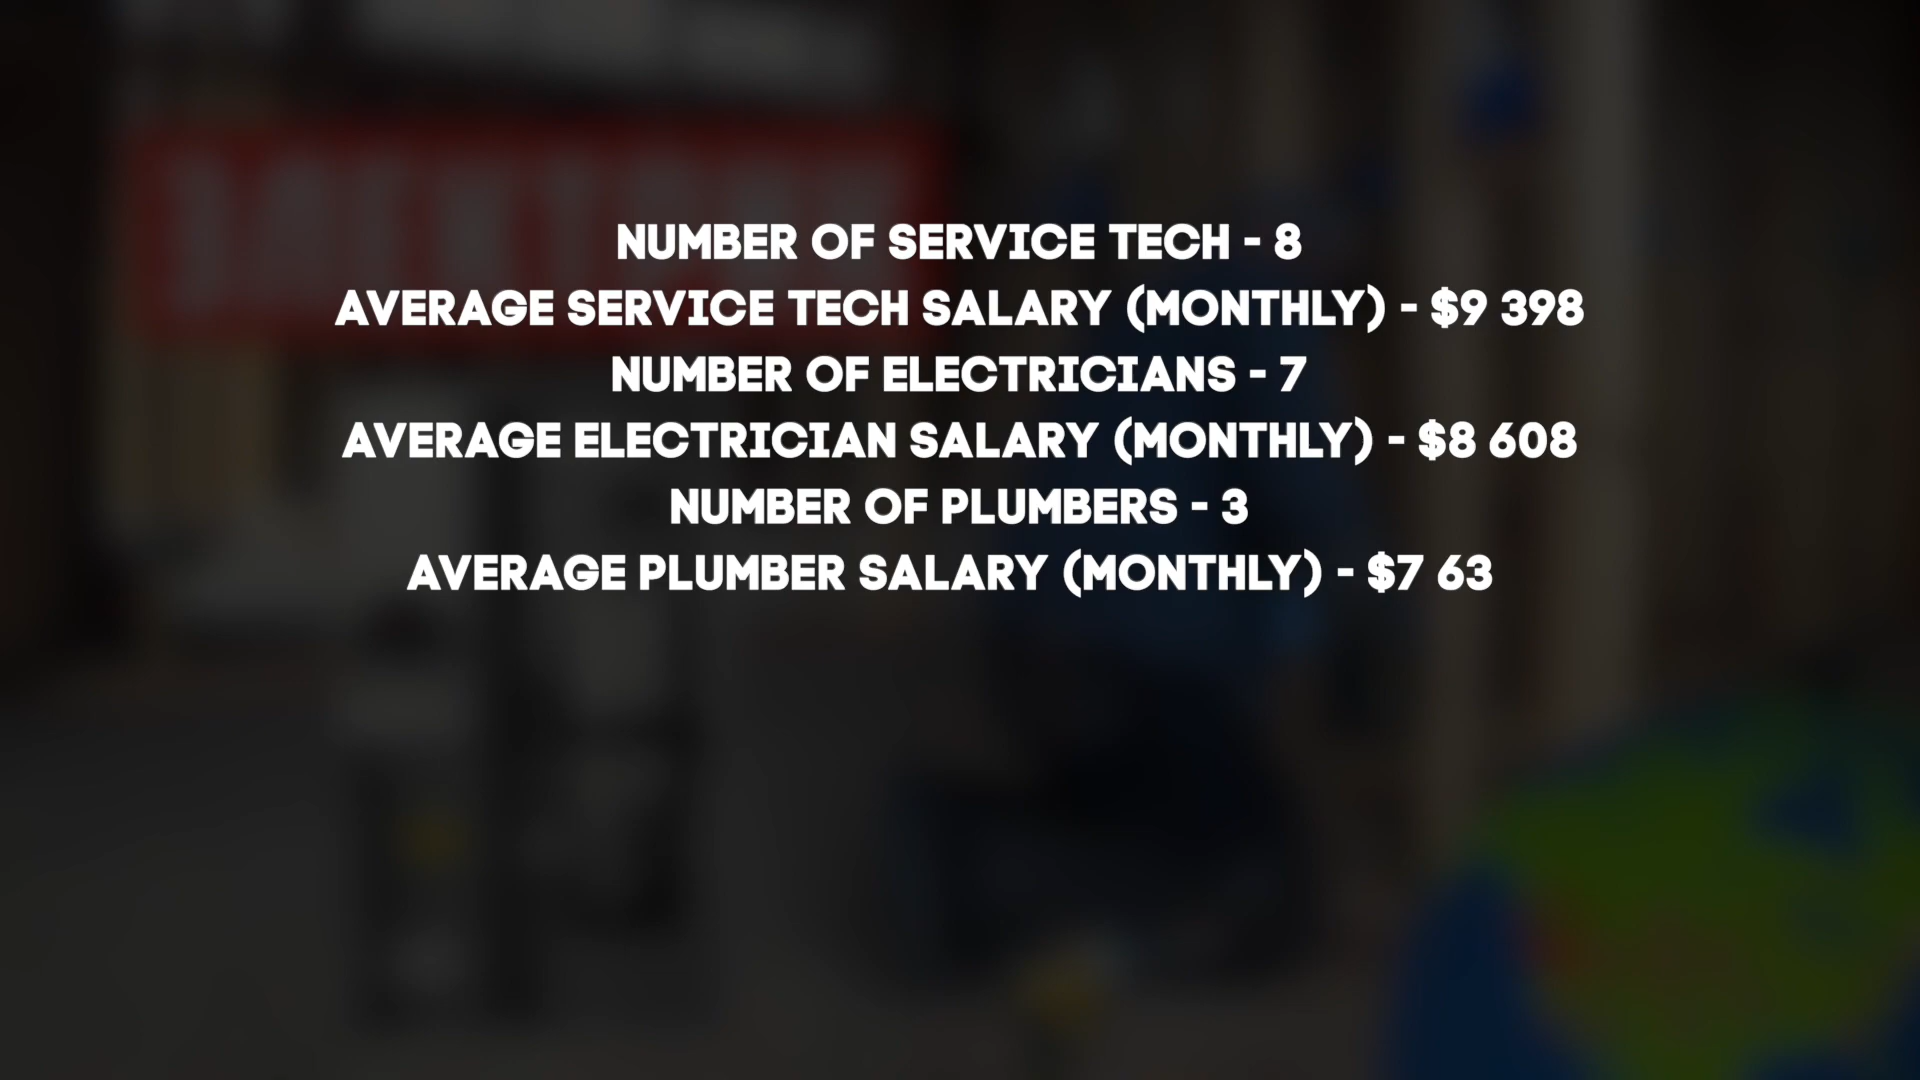 NUMBER OF SERVICE TECH - 8
AVERAGE SERVICE TECH SALARY (MONTHLY) - $9 398
NUMBER OF ELECTRICIANS - 7
AVERAGE ELECTRICIAN SALARY (MONTHLY) - $8 608
NUMBER OF PLUMBERS - 3
AVERAGE PLUMBER SALARY (MONTHLY) - $7 63